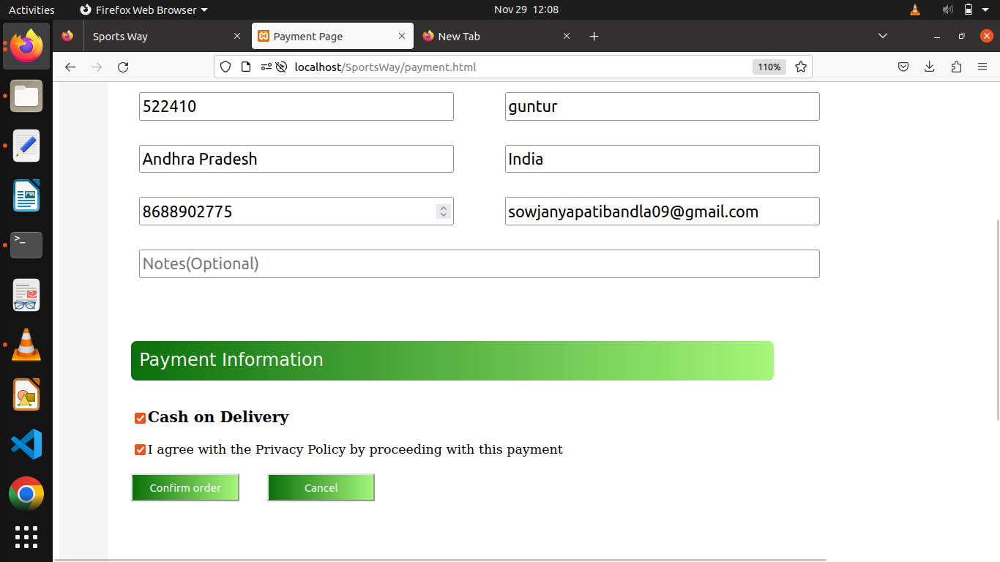 Activities Firefox Web Browser Nov 29 12:08
Sports Way Payment Page New Tab
localhost/SportsWay/payment.html 110%
522410 guntur
Andhra Pradesh India
8688902775 sowjanyapatibandla09@gmail.com
Notes(Optional)
Payment Information
Cash on Delivery
I agree with the Privacy Policy by proceeding with this payment
Confirm order Cancel